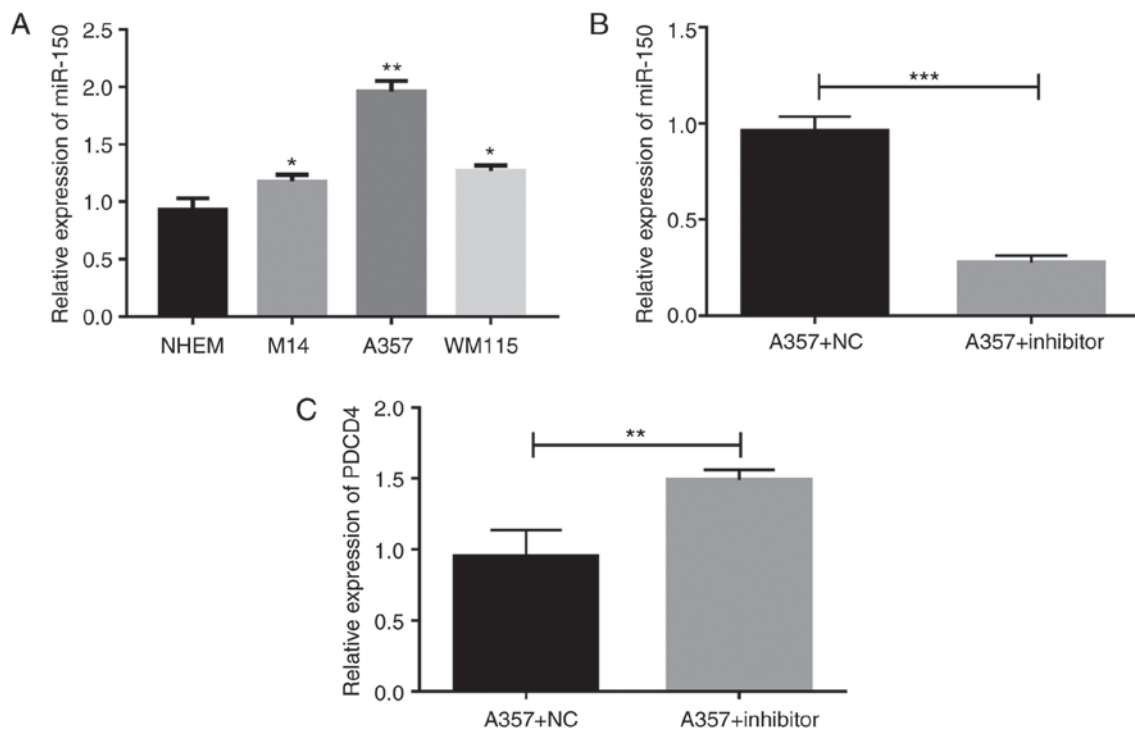 A
Relative expression of miR-150
2.5
2.0
1.5
1.0
0.5
0.0
*
**
*
NHEM M14 A357 WM115
B
Relative expression of miR-150
1.5
1.0
0.5
0.0
***
A357+NC A357+inhibitor
C
Relative expression of PDCD4
2.0
1.5
1.0
0.5
0.0
**
A357+NC A357+inhibitor